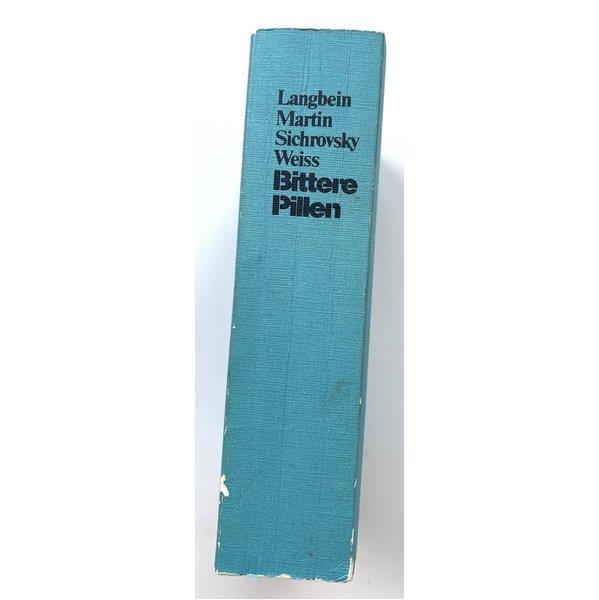 Langbein
Martin
Sichrovsky
Weiss
Bittere
Pillen